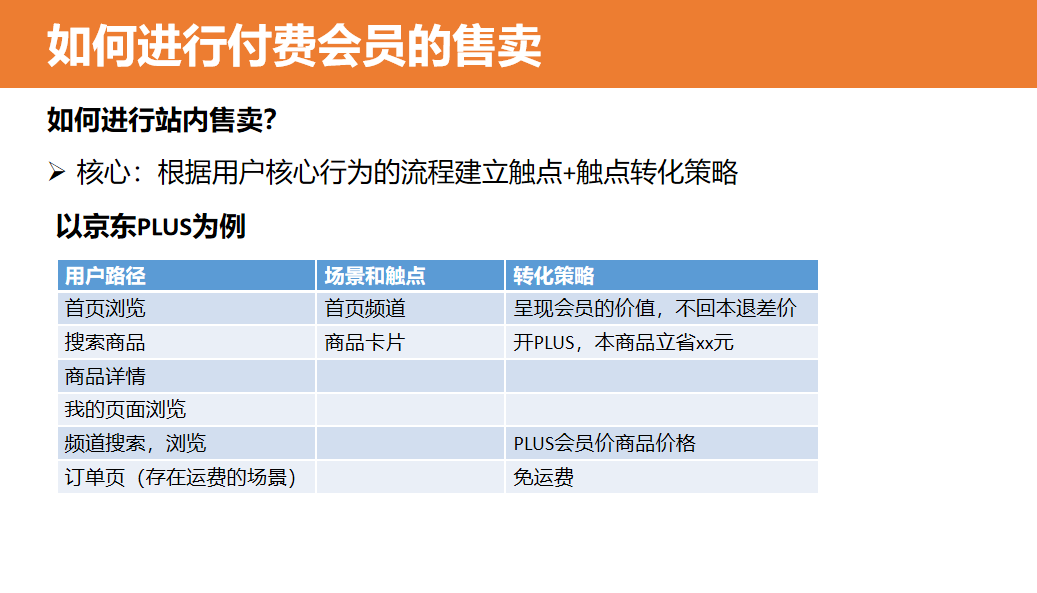 如何进行付费会员的售卖
如何进行站内售卖?
➢ 核心：根据用户核心行为的流程建立触点+触点转化策略
以京东PLUS为例
用户路径 场景和触点 转化策略
首页浏览 首页频道 呈现会员的价值，不回本退差价
搜索商品 商品卡片 开PLUS，本商品立省xx元
商品详情
我的页面浏览
频道搜索，浏览 PLUS会员价商品价格
订单页（存在运费的场景） 免运费